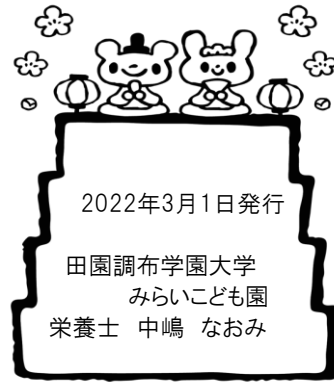 2022年3月1日発行
田園調布学園大学
みらいこども園
栄養士　中嶋　なおみ